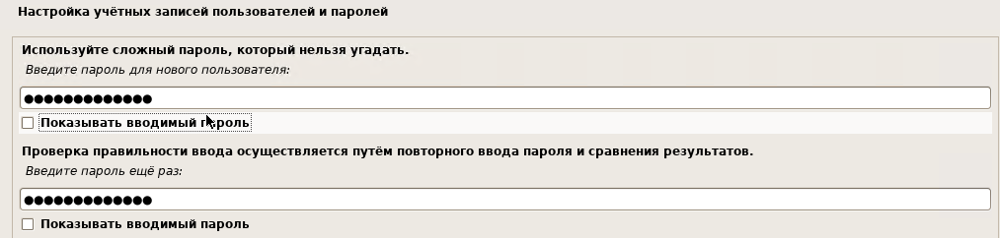 Настройка учётных записей пользователей и паролей
Используйте сложный пароль, который нельзя угадать.
Введите пароль для нового пользователя:
●●●●●●●●●●●●●
Показывать вводимый пароль
Проверка правильности ввода осуществляется путём повторного ввода пароля и сравнения результатов.
Введите пароль ещё раз:
●●●●●●●●●●●●●
Показывать вводимый пароль